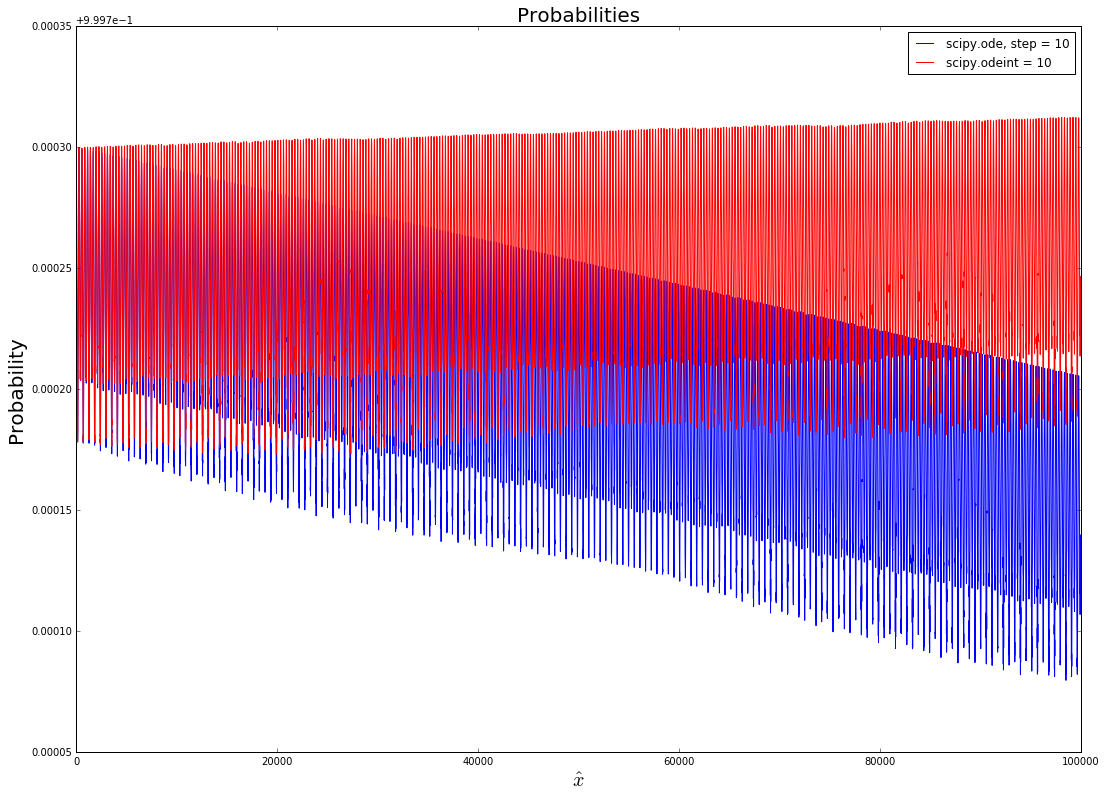 Probabilities
+9.997e−1
scipy.ode, step = 10
scipy.odeint = 10
0.00035
0.00030
0.00025
0.00020
0.00015
0.00010
0.00005
Probability
0 20000 40000 60000 80000 100000
x̂